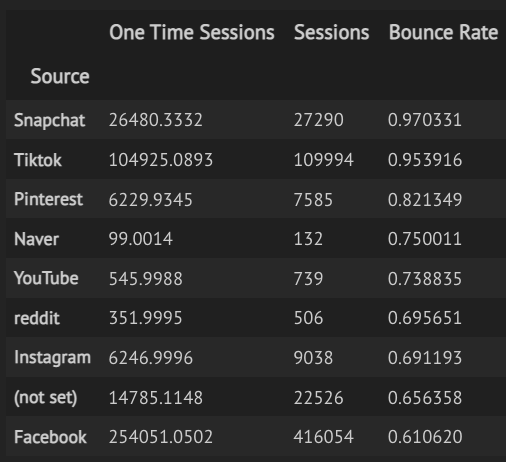 One Time Sessions Sessions Bounce Rate
Source
Snapchat 26480.3332 27290 0.970331
Tiktok 104925.0893 109994 0.953916
Pinterest 6229.9345 7585 0.821349
Naver 99.0014 132 0.750011
YouTube 545.9988 739 0.738835
reddit 351.9995 506 0.695651
Instagram 6246.9996 9038 0.691193
(not set) 14785.1148 22526 0.656358
Facebook 254051.0502 416054 0.610620